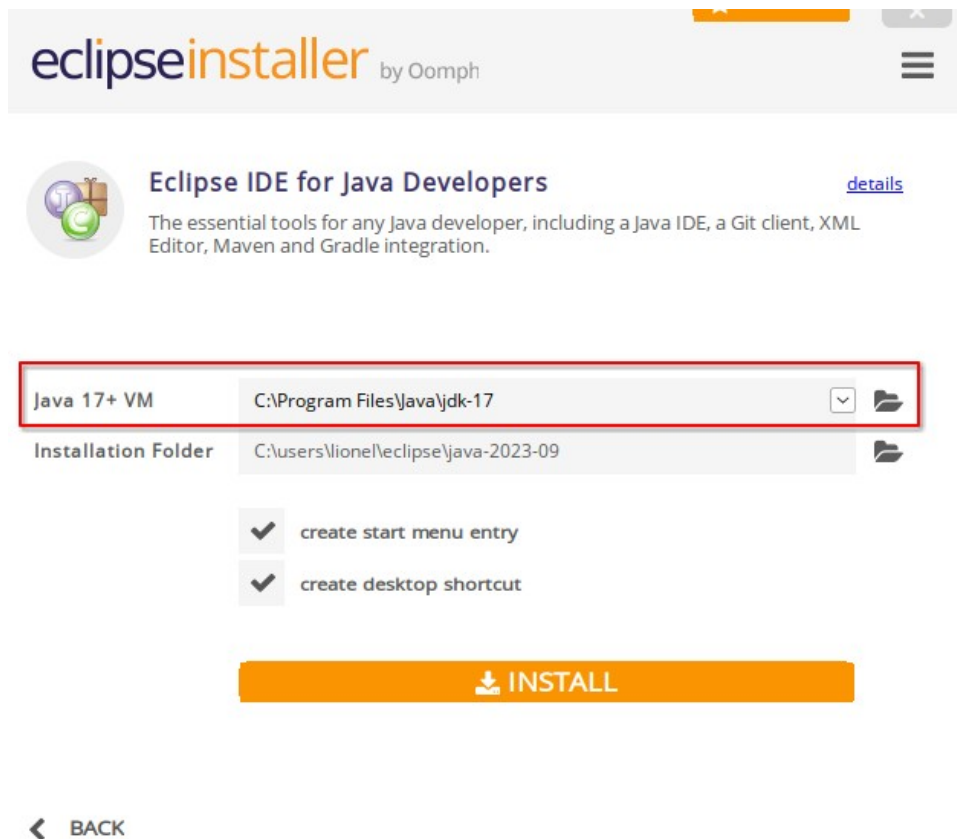 eclipseinstaller by Oomph
Eclipse IDE for Java Developers
details
The essential tools for any Java developer, including a Java IDE, a Git client, XML
Editor, Maven and Gradle integration.
Java 17+ VM
C:\Program Files\Java\jdk-17
Installation Folder
C:\users\lionel\eclipse\java-2023-09
create start menu entry
create desktop shortcut
INSTALL
BACK